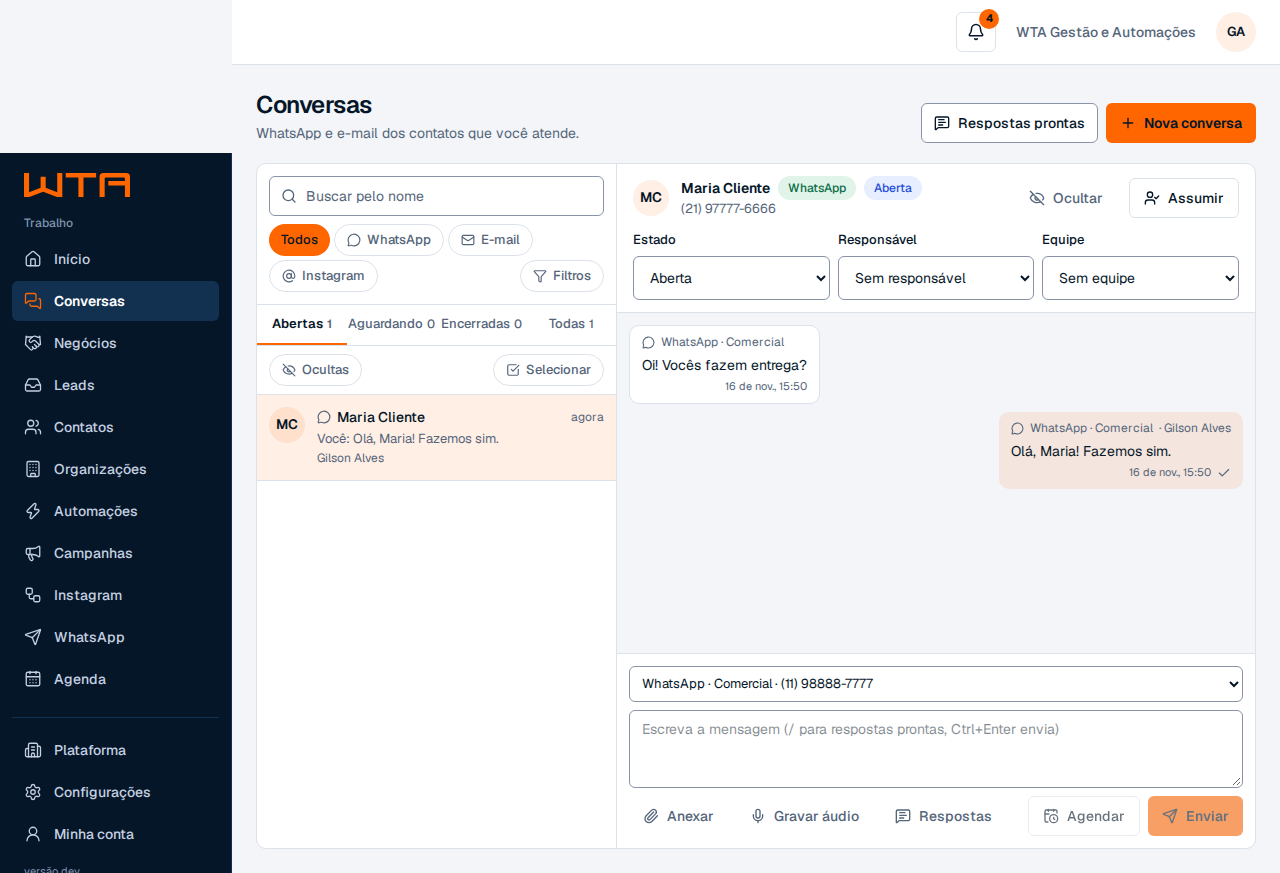 4
WTA Gestão e Automações
GA
Conversas
WhatsApp e e-mail dos contatos que você atende.
Respostas prontas
Nova conversa
WTA
Trabalho
Início
Conversas
Negócios
Leads
Contatos
Organizações
Automações
Campanhas
Instagram
WhatsApp
Agenda
Plataforma
Configurações
Minha conta
versão dev
Buscar pelo nome
Todos
WhatsApp
E-mail
Instagram
Filtros
Abertas 1
Aguardando 0
Encerradas 0
Todas 1
Ocultas
Selecionar
MC
Maria Cliente
agora
Você: Olá, Maria! Fazemos sim.
Gilson Alves
MC
Maria Cliente
WhatsApp
Aberta
(21) 97777-6666
Ocultar
Assumir
Estado
Responsável
Equipe
Aberta
Sem responsável
Sem equipe
WhatsApp · Comercial
Oi! Vocês fazem entrega?
16 de nov., 15:50
WhatsApp · Comercial · Gilson Alves
Olá, Maria! Fazemos sim.
16 de nov., 15:50
WhatsApp · Comercial · (11) 98888-7777
Escreva a mensagem (/ para respostas prontas, Ctrl+Enter envia)
Anexar
Gravar áudio
Respostas
Agendar
Enviar